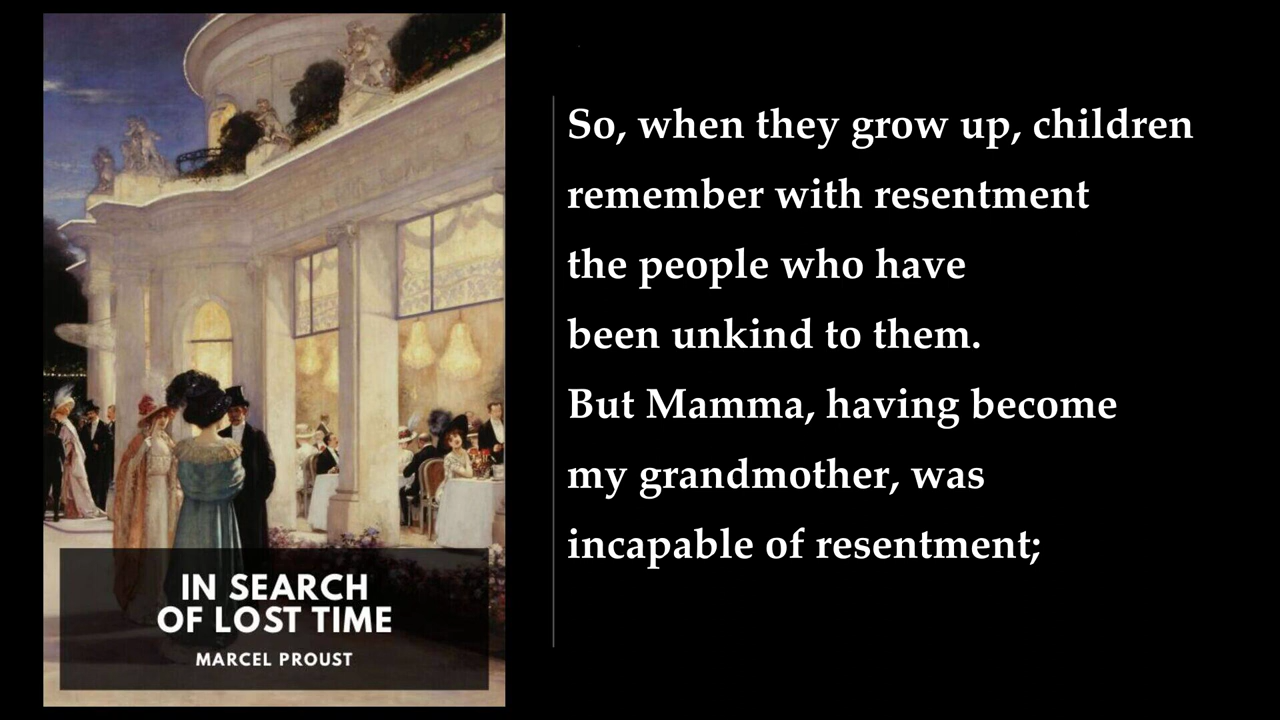 IN SEARCH
OF LOST TIME
MARCEL PROUST
So, when they grow up, children
remember with resentment
the people who have
been unkind to them.
But Mamma, having become
my grandmother, was
incapable of resentment;